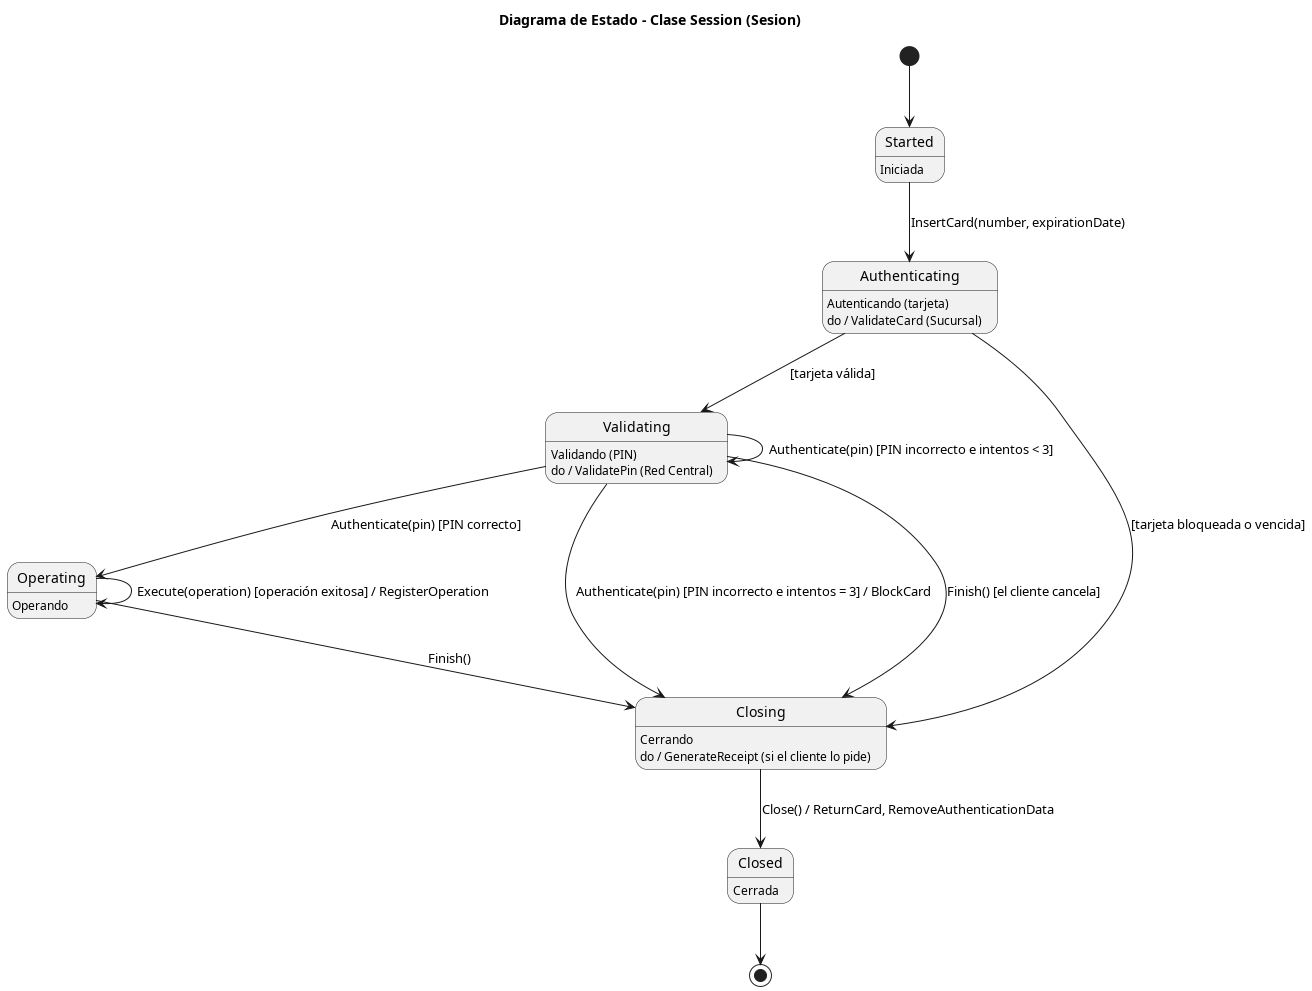 Diagrama de Estado - Clase Session (Sesion)
Started
Iniciada
InsertCard(number, expirationDate)
Authenticating
Autenticando (tarjeta)
do / ValidateCard (Sucursal)
[tarjeta válida]
Validating
Validando (PIN)
do / ValidatePin (Red Central)
Authenticate(pin) [PIN incorrecto e intentos < 3]
Authenticate(pin) [PIN correcto]
[tarjeta bloqueada o vencida]
Operating
Operando
Execute(operation) [operación exitosa] / RegisterOperation
Authenticate(pin) [PIN incorrecto e intentos = 3] / BlockCard
Finish() [el cliente cancela]
Finish()
Closing
Cerrando
do / GenerateReceipt (si el cliente lo pide)
Close() / ReturnCard, RemoveAuthenticationData
Closed
Cerrada